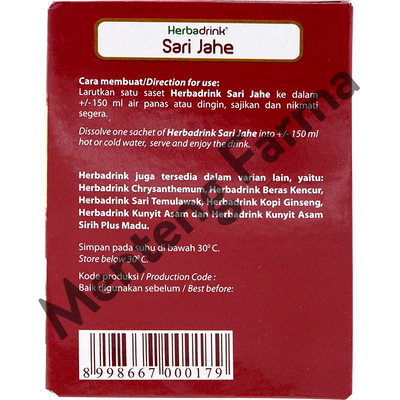 Herbadrink®
Sari Jahe
Cara membuat/Direction for use:
Larutkan satu saset Herbadrink Sari Jahe ke dalam
+/-150 ml air panas atau dingin, sajikan dan nikmati
segera.
Dissolve one sachet of Herbadrink Sari Jahe into +/- 150 ml
hot or cold water, serve and enjoy the drink.
Herbadrink juga tersedia dalam varian lain, yaitu:
Herbadrink Chrysanthemum, Herbadrink Beras Kencur,
Herbadrink Sari Temulawak, Herbadrink Kopi Ginseng,
Herbadrink Kunyit Asam dan Herbadrink Kunyit Asam
Sirih Plus Madu.
Simpan pada suhu di bawah 30°C.
Store below 30°C.
Kode produksi / Production Code :
Baik digunakan sebelum / Best before:
8 998667 000179
Menteng Farma